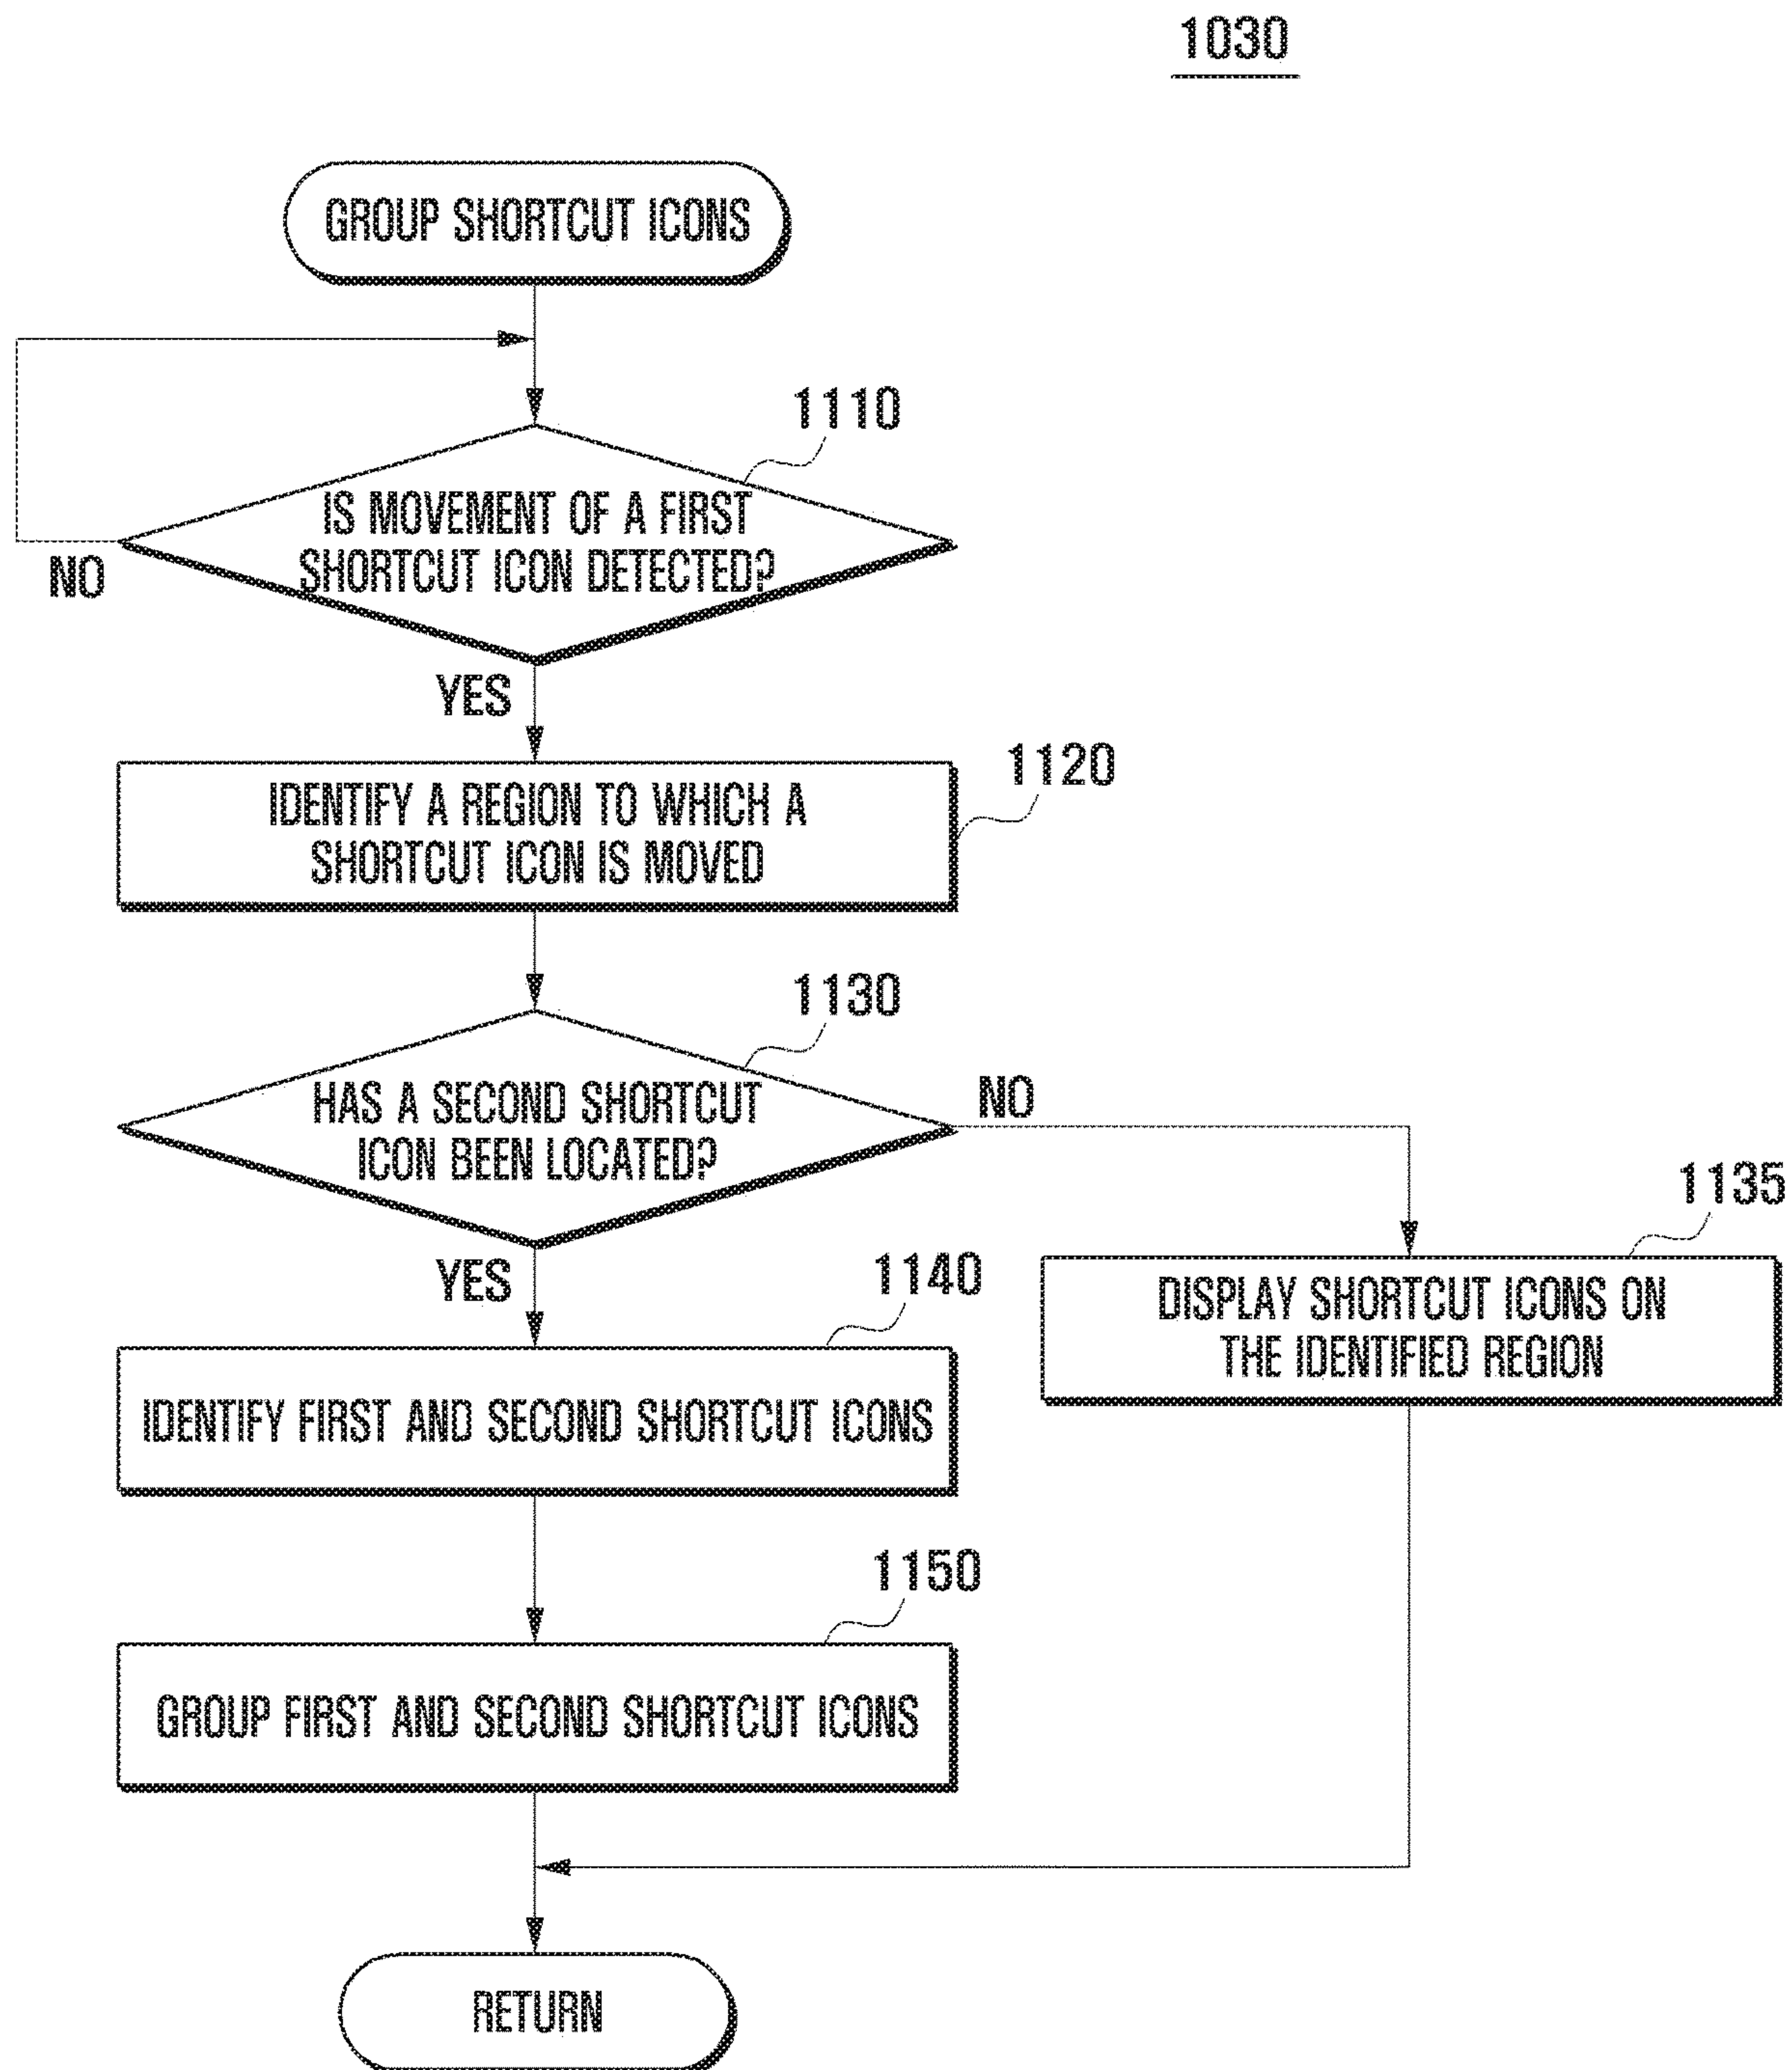 1030
GROUP SHORTCUT ICONS
1110
IS MOVEMENT OF A FIRST
SHORTCUT ICON DETECTED?
NO
YES
1120
IDENTIFY A REGION TO WHICH A
SHORTCUT ICON IS MOVED
1130
HAS A SECOND SHORTCUT
ICON BEEN LOCATED?
NO
YES
1135
DISPLAY SHORTCUT ICONS ON
THE IDENTIFIED REGION
1140
IDENTIFY FIRST AND SECOND SHORTCUT ICONS
1150
GROUP FIRST AND SECOND SHORTCUT ICONS
RETURN